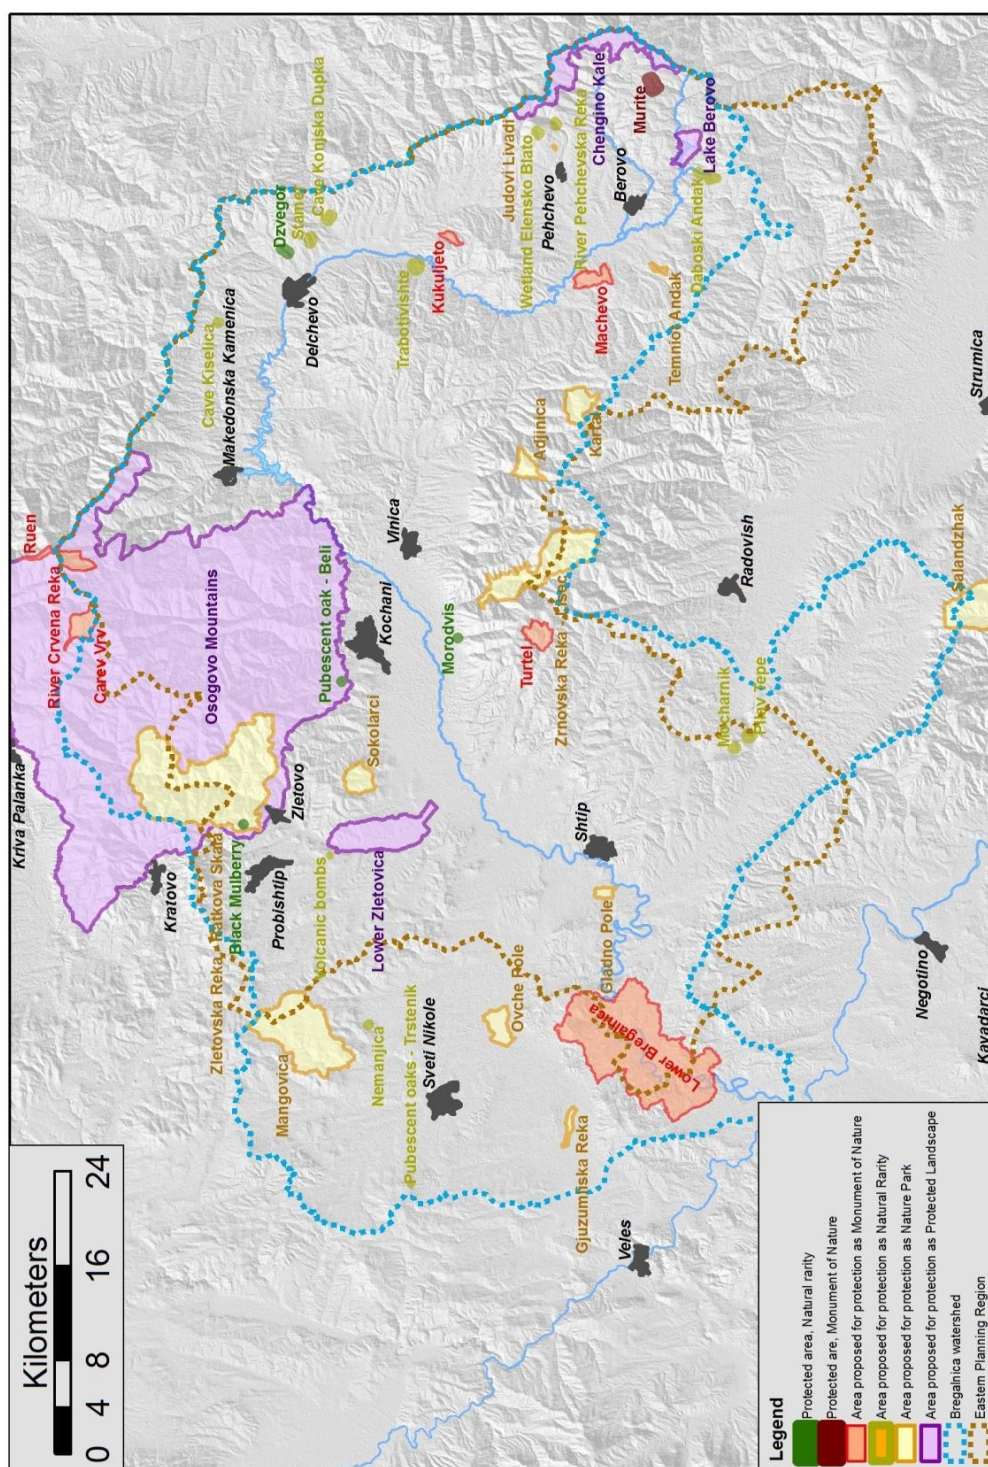 Kriva Palanka
Ruen
River Crvena Reka
Kilometers
0 4 8 16 24
Carev Vrv
Kratovo
Osogovo Mountains
Cave Kiselica
Makedonska Kamenica
Zletovska Reka - Ratkova Skala
Black Mulberry
Probishtip
Zletovo
Mangovica
Dzvegor
Stamer
Cave Konjska Dupka
Delchevo
Volcanic bombs
Pubescent oak - Beli
Sokolarci
Kochani
Nemanjica
Lower Zletovica
Vinica
Trabotivishte
Pubescent oaks - Trstenik
Sveti Nikole
Kukuljeto
Morodvis
Judovi Livadi
Wetland Elensko Blato
Pehchevo
River Pehchevska Reka
Chengino Kale
Turtel
Ovche Pole
Adjinica
Zrnovska Reka - Lisec
Gjuzumliska Reka
Shtip
Gladno Pole
Kartal
Machevo
Berovo
Murite
Veles
Lower Bregalnica
Temniot Andak
Daboski Andak
Lake Berovo
Mocharnik
Plavi Tepe
Radovish
Negotino
Salandzhak
Strumica
Kavadarci
Legend
Protected area, Natural rarity
Protected are, Monument of Nature
Area proposed for protection as Monument of Nature
Area proposed for protection as Natural Rarity
Area proposed for protection as Nature Park
Area proposed for protection as Protected Landscape
Bregalnica watershed
Eastern Planning Region